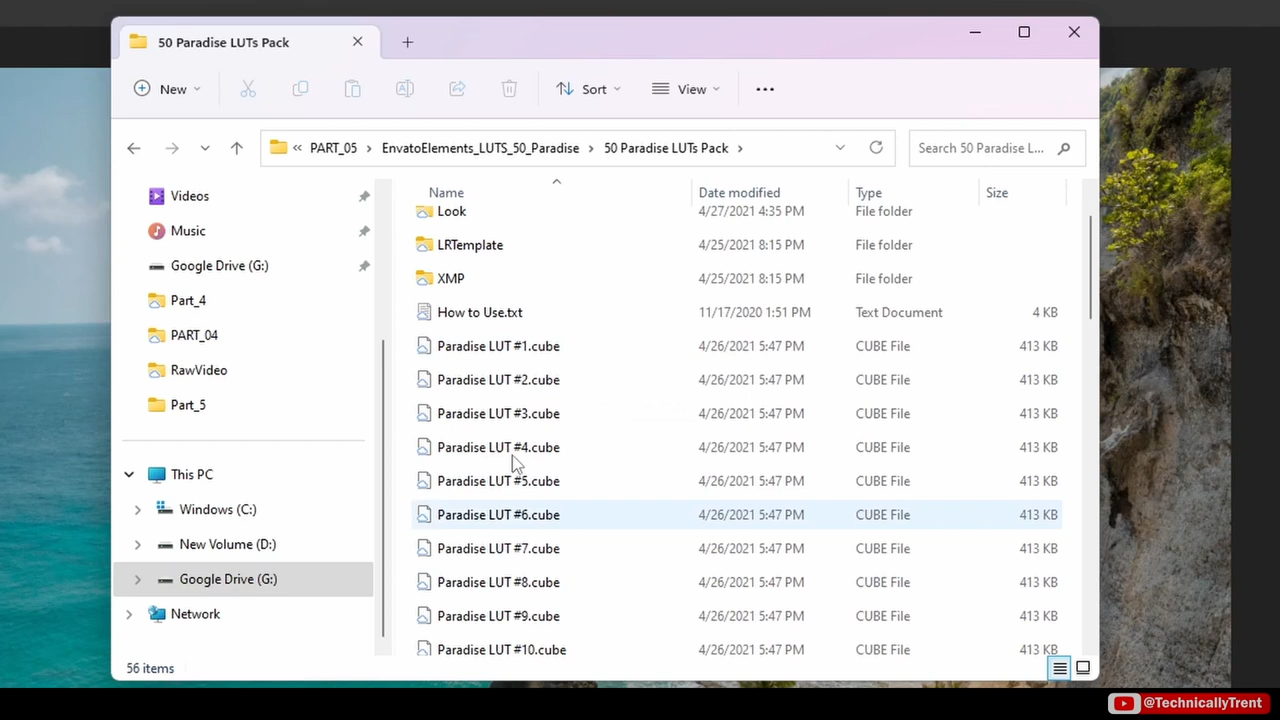 50 Paradise LUTs Pack
New
Sort
View
PART_05 > EnvatoElements_LUTS_50_Paradise > 50 Paradise LUTs Pack >
Search 50 Paradise L...
Videos
Music
Google Drive (G:)
Part_4
PART_04
RawVideo
Part_5
This PC
Windows (C:)
New Volume (D:)
Google Drive (G:)
Network
Name Date modified Type Size
Look 4/27/2021 4:35 PM File folder
LRTemplate 4/25/2021 8:15 PM File folder
XMP 4/25/2021 8:15 PM File folder
How to Use.txt 11/17/2020 1:51 PM Text Document 4 KB
Paradise LUT #1.cube 4/26/2021 5:47 PM CUBE File 413 KB
Paradise LUT #2.cube 4/26/2021 5:47 PM CUBE File 413 KB
Paradise LUT #3.cube 4/26/2021 5:47 PM CUBE File 413 KB
Paradise LUT #4.cube 4/26/2021 5:47 PM CUBE File 413 KB
Paradise LUT #5.cube 4/26/2021 5:47 PM CUBE File 413 KB
Paradise LUT #6.cube 4/26/2021 5:47 PM CUBE File 413 KB
Paradise LUT #7.cube 4/26/2021 5:47 PM CUBE File 413 KB
Paradise LUT #8.cube 4/26/2021 5:47 PM CUBE File 413 KB
Paradise LUT #9.cube 4/26/2021 5:47 PM CUBE File 413 KB
Paradise LUT #10.cube 4/26/2021 5:47 PM CUBE File 413 KB
56 items
@TechnicallyTrent